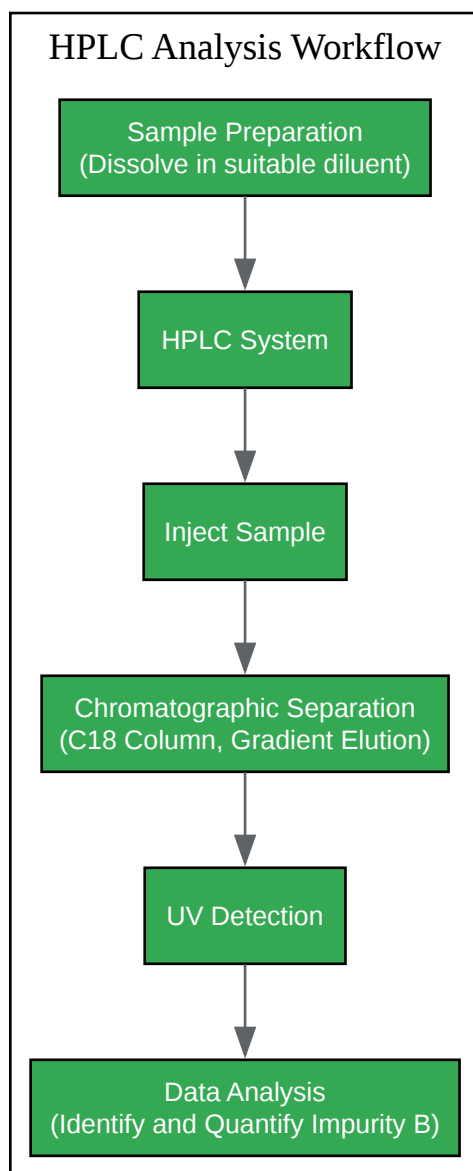 HPLC Analysis Workflow
Sample Preparation
(Dissolve in suitable diluent)
HPLC System
Inject Sample
Chromatographic Separation
(C18 Column, Gradient Elution)
UV Detection
Data Analysis
(Identify and Quantify Impurity B)